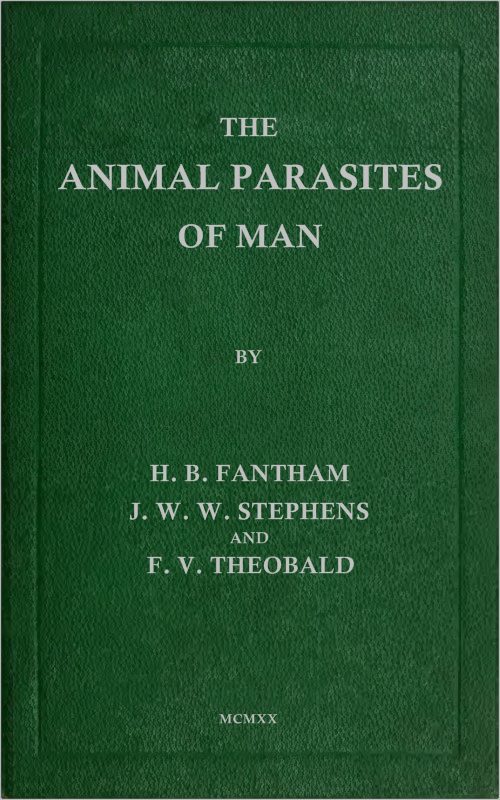 THE
ANIMAL PARASITES
OF MAN
BY
H. B. FANTHAM
J. W. W. STEPHENS
AND
F. V. THEOBALD
MCMXX